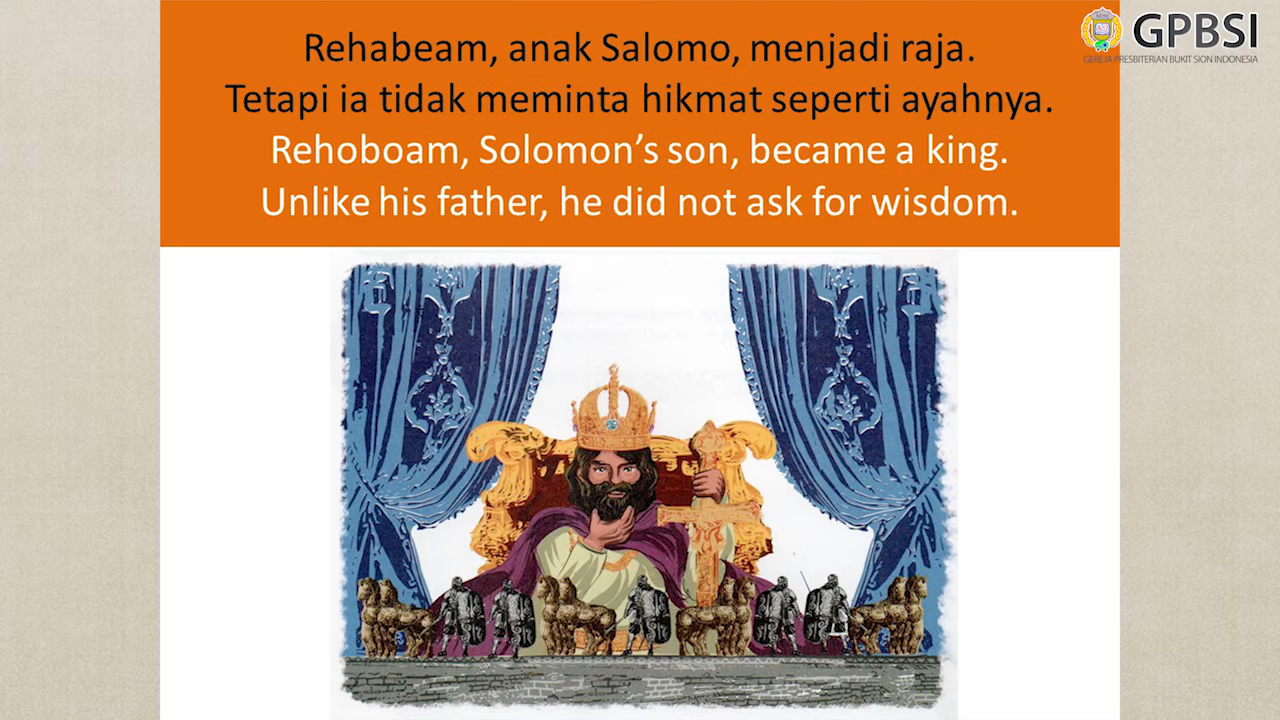 GPBSI
GEREJA PRESBITERIAN BUKIT SION INDONESIA
Rehabeam, anak Salomo, menjadi raja.
Tetapi ia tidak meminta hikmat seperti ayahnya.
Rehoboam, Solomon’s son, became a king.
Unlike his father, he did not ask for wisdom.